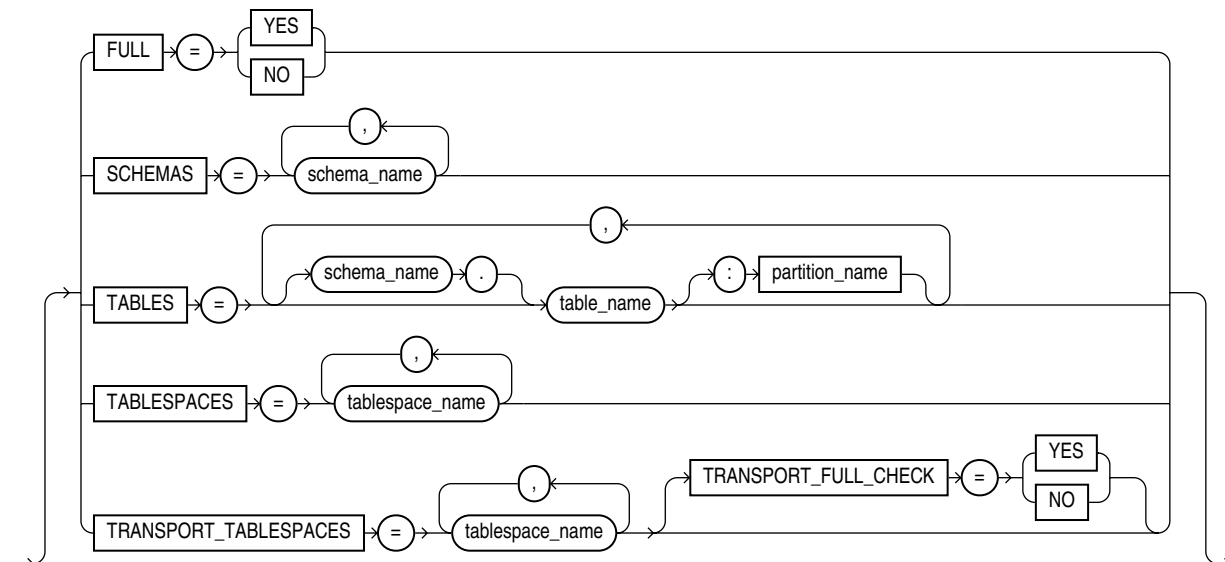 YES
FULL =
NO
,
SCHEMAS = schema_name
,
schema_name . : partition_name
TABLES = table_name
,
TABLESPACES = tablespace_name
YES
TRANSPORT_FULL_CHECK =
NO
,
TRANSPORT_TABLESPACES = tablespace_name